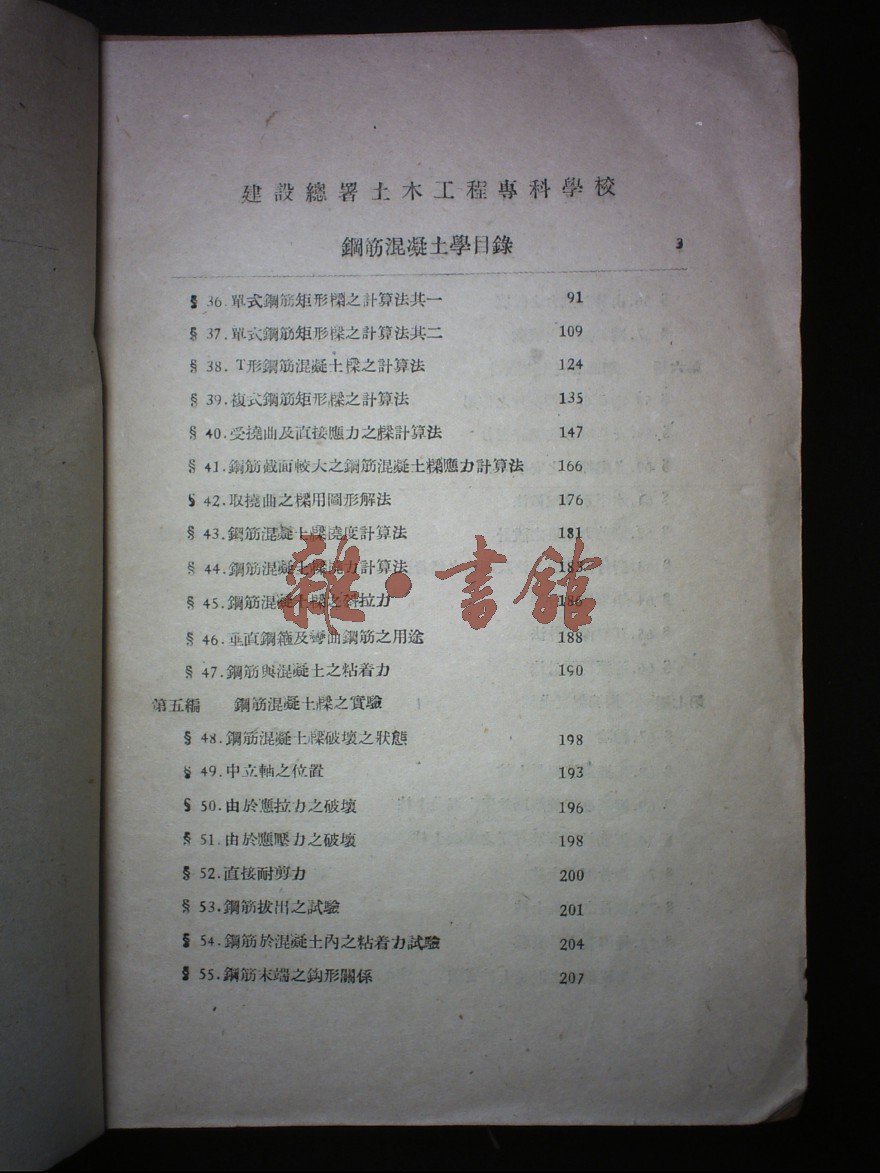 建設總署土木工程專科學校
鋼筋混凝土學目錄 3
§ 36.單式鋼筋矩形樑之計算法其一 91
§ 37.單式鋼筋矩形樑之計算法其二 109
§ 38. T形鋼筋混凝土樑之計算法 124
§ 39.複式鋼筋矩形樑之計算法 135
§ 40.受撓曲及直接應力之樑計算法 147
§ 41.鋼筋截面較大之鋼筋混凝土樑應力計算法 166
§ 42.取撓曲之樑用圖形解法 176
§ 43.鋼筋混凝土樑撓度計算法 181
§ 44.鋼筋混凝土樑撓力計算法 183
§ 45.鋼筋混凝土樑之斜拉力 186
§ 46.垂直鋼箍及彎曲鋼筋之用途 188
§ 47.鋼筋與混凝土之粘着力 190
第五編 鋼筋混凝土樑之實驗
§ 48.鋼筋混凝土樑破壞之狀態 198
§ 49.中立軸之位置 193
§ 50.由於應拉力之破壞 196
§ 51.由於應壓力之破壞 198
§ 52.直接耐剪力 200
§ 53.鋼筋拔出之試驗 201
§ 54.鋼筋於混凝土內之粘着力試驗 204
§ 55.鋼筋末端之鈎形關係 207
雜·書館